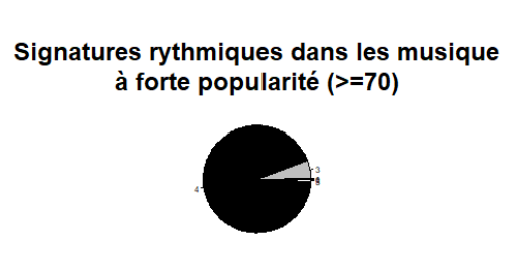 Signatures rythmiques dans les musique
à forte popularité (>=70)
3
4